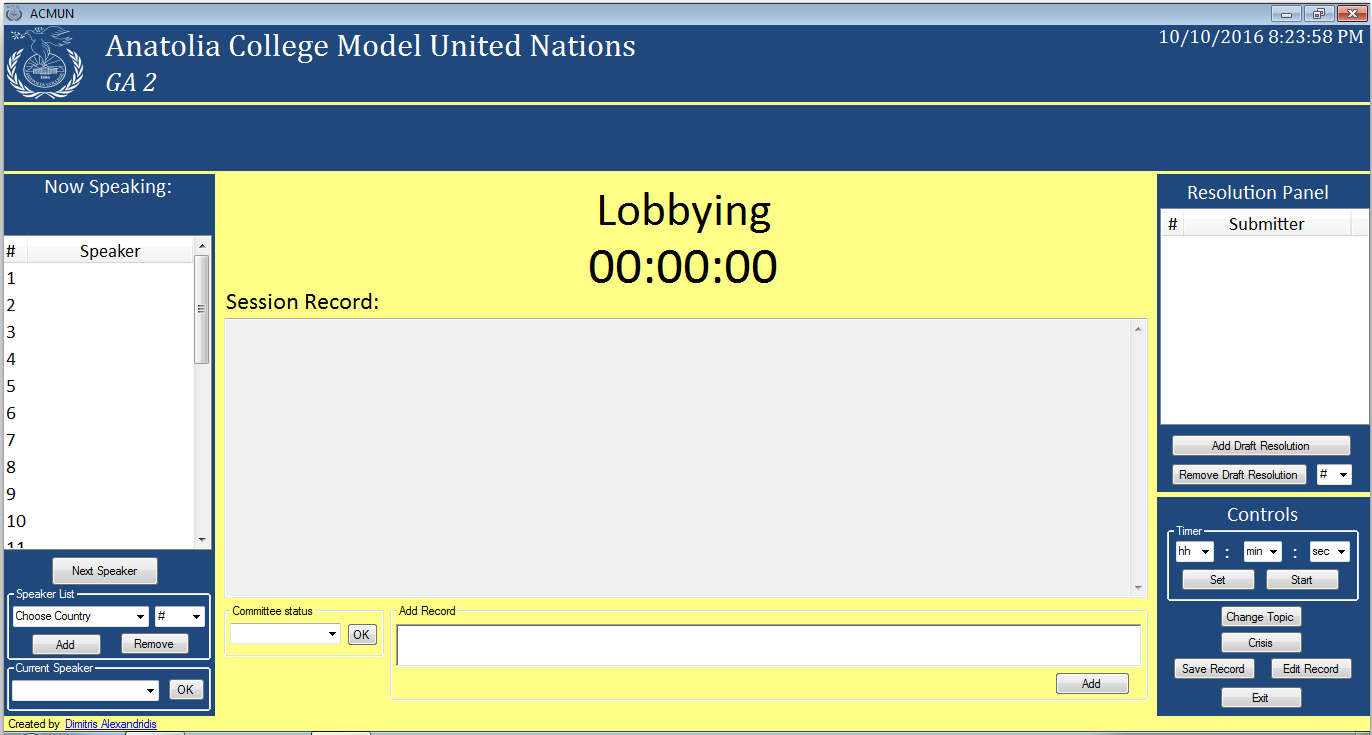 ACMUN
Anatolia College Model United Nations
10/10/2016 8:23:58 PM
GA 2
Now Speaking:
# Speaker
1
2
3
4
5
6
7
8
9
10
11
Next Speaker
Speaker List
Choose Country #
Add Remove
Current Speaker
OK
Created by Dimitris Alexandridis
Lobbying
00:00:00
Session Record:
Committee status
OK
Add Record
Add
Resolution Panel
# Submitter
Add Draft Resolution
Remove Draft Resolution #
Controls
Timer
hh : min : sec
Set Start
Change Topic
Crisis
Save Record Edit Record
Exit